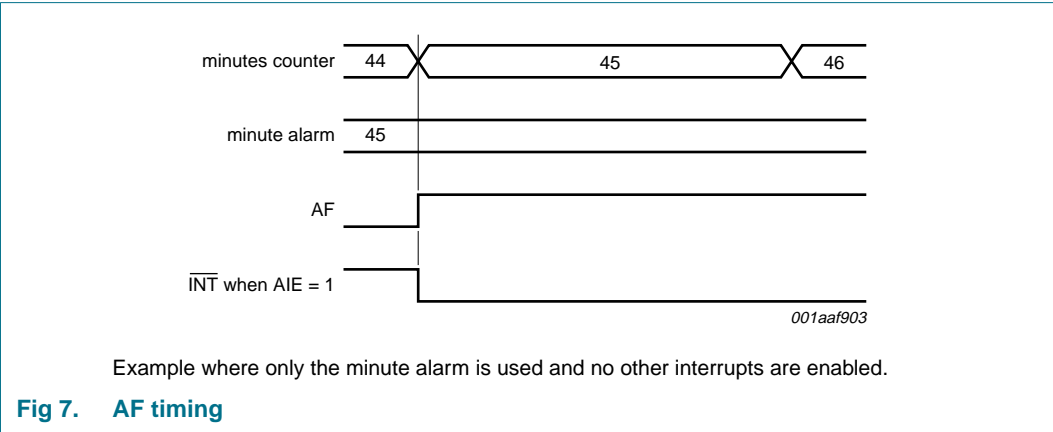 minutes counter 44 45 46
minute alarm 45
AF
INT when AIE = 1
001aaf903
Example where only the minute alarm is used and no other interrupts are enabled.
Fig 7. AF timing